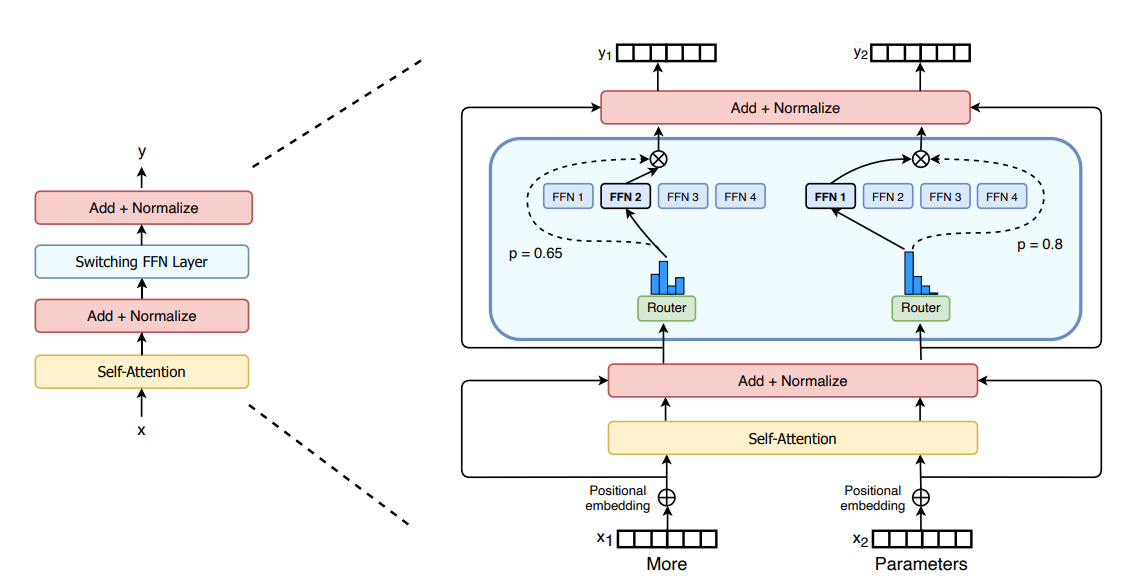 y
Add + Normalize
Switching FFN Layer
Add + Normalize
Self-Attention
x
y1
y2
Add + Normalize
FFN 1
FFN 2
FFN 3
FFN 4
FFN 1
FFN 2
FFN 3
FFN 4
p = 0.65
p = 0.8
Router
Router
Add + Normalize
Self-Attention
Positional
embedding
Positional
embedding
x1
x2
More
Parameters